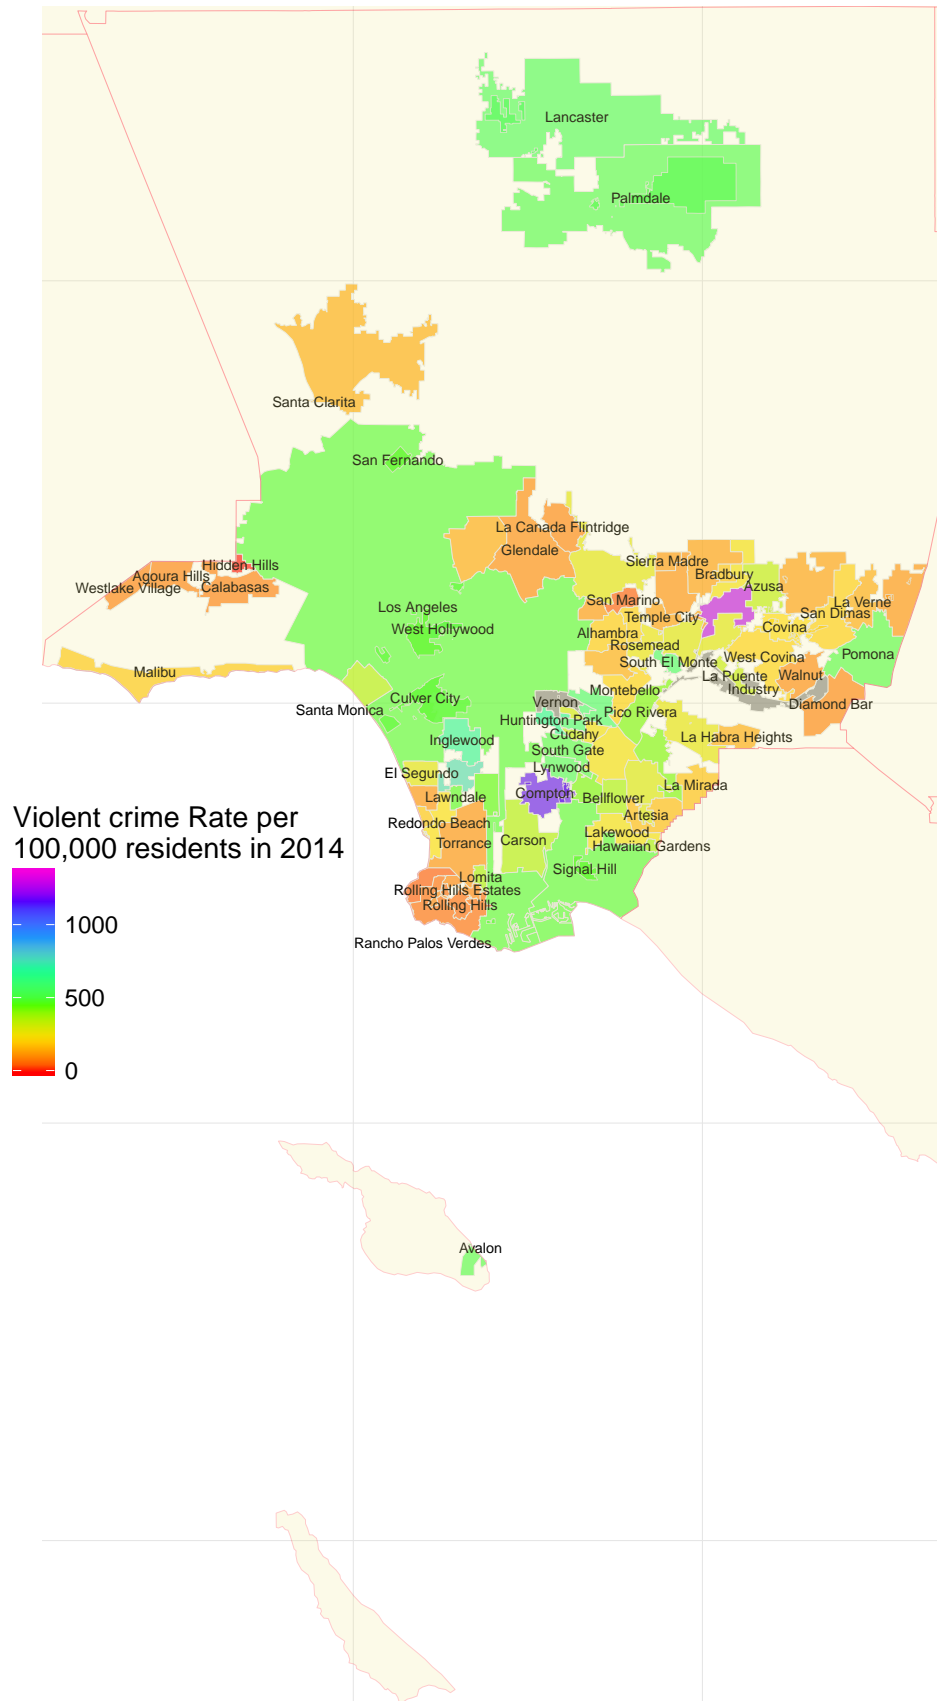 Lancaster
Palmdale
Santa Clarita
San Fernando
La Canada Flintridge
Glendale
Sierra Madre
Hidden Hills
Agoura Hills
Bradbury
Azusa
Westlake Village
Calabasas
San Marino
La Verne
Los Angeles
San Dimas
Temple City
West Hollywood
Alhambra
Covina
Rosemead
Pomona
South El Monte
West Covina
Malibu
La Puente
Walnut
Industry
Montebello
Culver City
Vernon
Diamond Bar
Santa Monica
Pico Rivera
Huntington Park
Cudahy
La Habra Heights
Inglewood
South Gate
Lynwood
El Segundo
La Mirada
Compton
Lawndale
Bellflower
Violent crime Rate per
100,000 residents in 2014
Artesia
Redondo Beach
Lakewood
Torrance
Carson
Hawaiian Gardens
Signal Hill
Lomita
Rolling Hills Estates
Rolling Hills
Rancho Palos Verdes
1000
500
0
Avalon